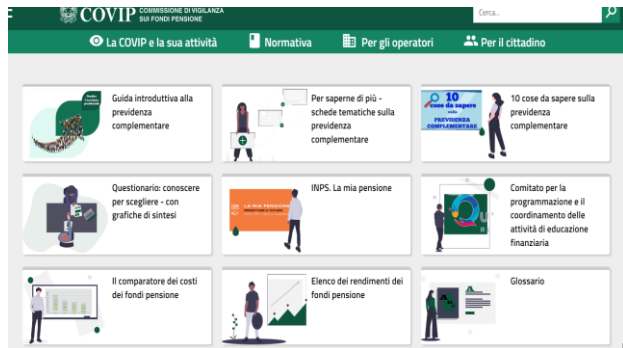 COVIP COMMISSIONE DI VIGILANZA
SUI FONDI PENSIONE
Cerca..
La COVIP e la sua attività
Normativa
Per gli operatori
Per il cittadino
Guida introduttiva alla
previdenza
complementare
Per saperne di più -
schede tematiche sulla
previdenza
complementare
10
cose da sapere
sulla
PREVIDENZA
COMPLEMENTARE
10 cose da sapere sulla
previdenza
complementare
Questionario: conoscere
per scegliere - con
grafiche di sintesi
LA MIA PENSIONE
INPS. La mia pensione
Comitato per la
programmazione e il
coordinamento delle
attività di educazione
finanziaria
Il comparatore dei costi
dei fondi pensione
Elenco dei rendimenti dei
fondi pensione
Glossario